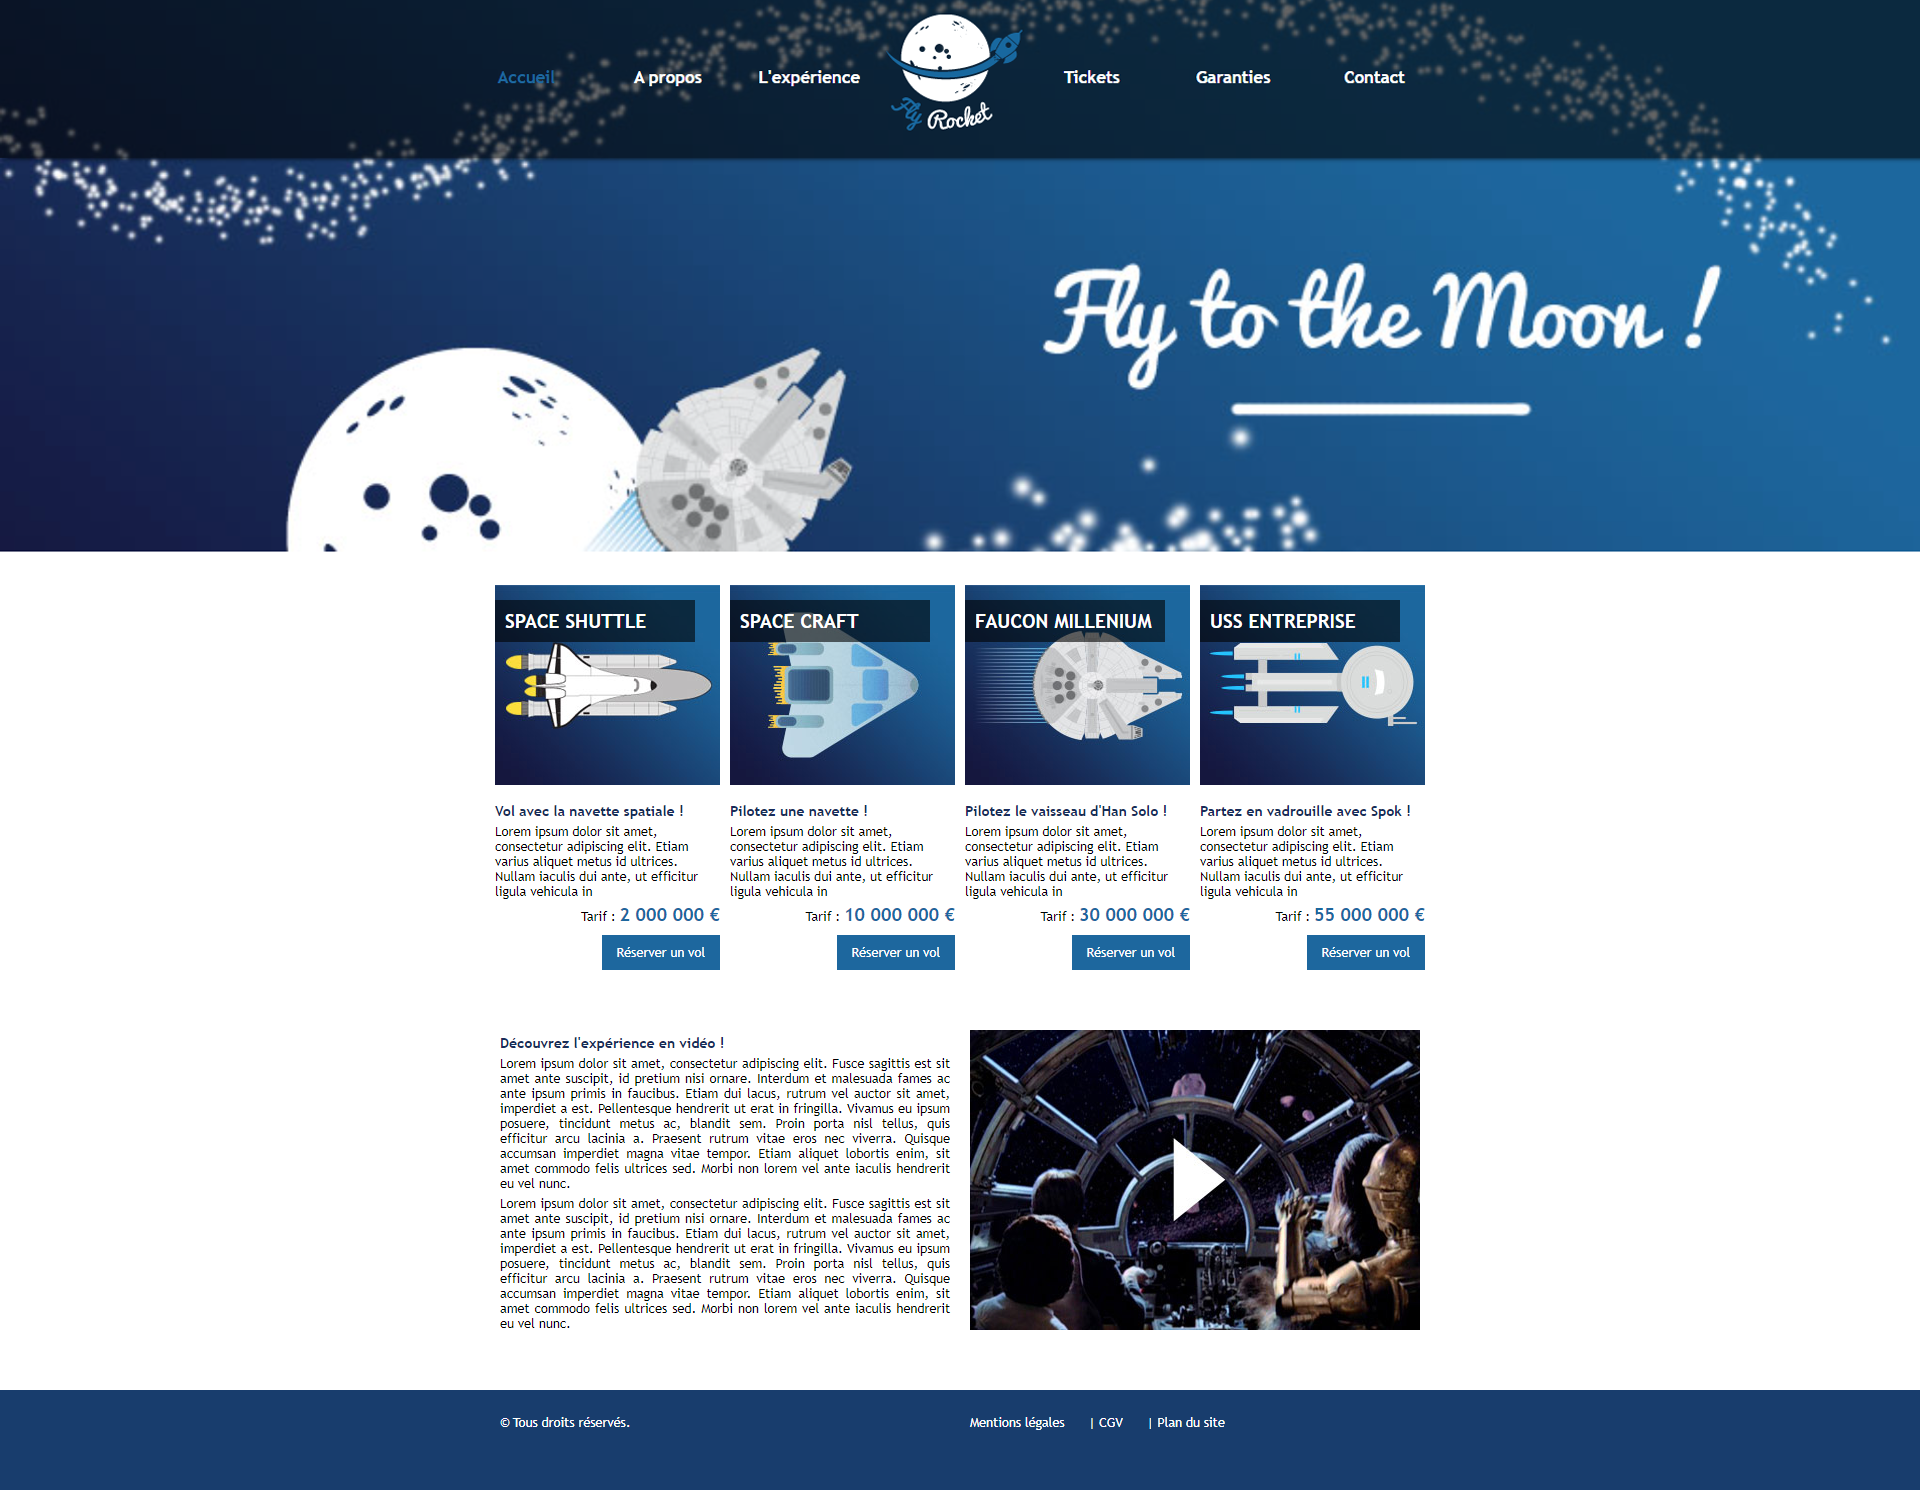 Accueil
A propos
L'expérience
Fly Rocket
Tickets
Garanties
Contact
Fly to the Moon !
SPACE SHUTTLE
Vol avec la navette spatiale !
Lorem ipsum dolor sit amet,
consectetur adipiscing elit. Etiam
varius aliquet metus id ultrices.
Nullam iaculis dui ante, ut efficitur
ligula vehicula in
Tarif : 2 000 000 €
Réserver un vol
SPACE CRAFT
Pilotez une navette !
Lorem ipsum dolor sit amet,
consectetur adipiscing elit. Etiam
varius aliquet metus id ultrices.
Nullam iaculis dui ante, ut efficitur
ligula vehicula in
Tarif : 10 000 000 €
Réserver un vol
FAUCON MILLENIUM
Pilotez le vaisseau d'Han Solo !
Lorem ipsum dolor sit amet,
consectetur adipiscing elit. Etiam
varius aliquet metus id ultrices.
Nullam iaculis dui ante, ut efficitur
ligula vehicula in
Tarif : 30 000 000 €
Réserver un vol
USS ENTREPRISE
Partez en vadrouille avec Spok !
Lorem ipsum dolor sit amet,
consectetur adipiscing elit. Etiam
varius aliquet metus id ultrices.
Nullam iaculis dui ante, ut efficitur
ligula vehicula in
Tarif : 55 000 000 €
Réserver un vol
Découvrez l'expérience en vidéo !
Lorem ipsum dolor sit amet, consectetur adipiscing elit. Fusce sagittis est sit
amet ante suscipit, id pretium nisi ornare. Interdum et malesuada fames ac
ante ipsum primis in faucibus. Etiam dui lacus, rutrum vel auctor sit amet,
imperdiet a est. Pellentesque hendrerit ut erat in fringilla. Vivamus eu ipsum
posuere, tincidunt metus ac, blandit sem. Proin porta nisl tellus, quis
efficitur arcu lacinia a. Praesent rutrum vitae eros nec viverra. Quisque
accumsan imperdiet magna vitae tempor. Etiam aliquet lobortis enim, sit
amet commodo felis ultrices sed. Morbi non lorem vel ante iaculis hendrerit
eu vel nunc.
Lorem ipsum dolor sit amet, consectetur adipiscing elit. Fusce sagittis est sit
amet ante suscipit, id pretium nisi ornare. Interdum et malesuada fames ac
ante ipsum primis in faucibus. Etiam dui lacus, rutrum vel auctor sit amet,
imperdiet a est. Pellentesque hendrerit ut erat in fringilla. Vivamus eu ipsum
posuere, tincidunt metus ac, blandit sem. Proin porta nisl tellus, quis
efficitur arcu lacinia a. Praesent rutrum vitae eros nec viverra. Quisque
accumsan imperdiet magna vitae tempor. Etiam aliquet lobortis enim, sit
amet commodo felis ultrices sed. Morbi non lorem vel ante iaculis hendrerit
eu vel nunc.
© Tous droits réservés.
Mentions légales | CGV | Plan du site